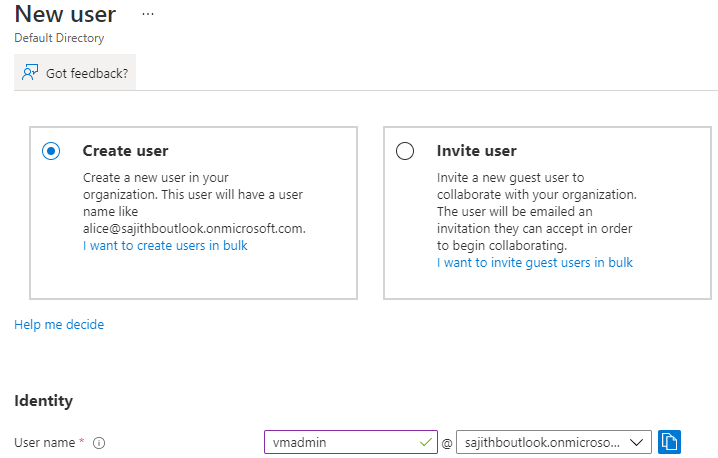 New user ...
Default Directory
Got feedback?
Create user
Create a new user in your
organization. This user will have a user
name like
alice@sajithboutlook.onmicrosoft.com.
I want to create users in bulk
Invite user
Invite a new guest user to
collaborate with your organization.
The user will be emailed an
invitation they can accept in order
to begin collaborating.
I want to invite guest users in bulk
Help me decide
Identity
User name * vmadmin @ sajithboutlook.onmicroso...